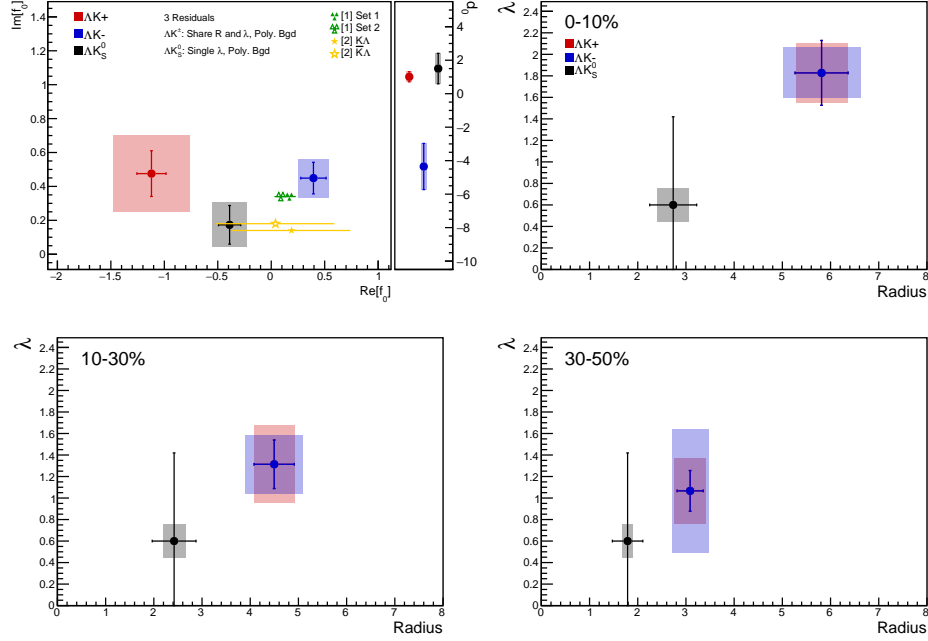 Im[f₀]
1.4
1.2
1
0.8
0.6
0.4
0.2
0
−2
−1.5
−1
−0.5
0
0.5
1
Re[f₀]
ΛK+
ΛK-
ΛK⁰S
3 Residuals
ΛK±: Share R and λ, Poly. Bgd
ΛK⁰S: Single λ, Poly. Bgd
[1] Set 1
[1] Set 2
[2] KΛ
[2] K̅Λ
d₀
4
2
0
−2
−4
−6
−8
−10
λ
0-10%
ΛK+
ΛK-
ΛK⁰S
2.4
2.2
2
1.8
1.6
1.4
1.2
1
0.8
0.6
0.4
0.2
0
0 1 2 3 4 5 6 7 8
Radius
λ
10-30%
2.4
2.2
2
1.8
1.6
1.4
1.2
1
0.8
0.6
0.4
0.2
0
0 1 2 3 4 5 6 7 8
Radius
λ
30-50%
2.4
2.2
2
1.8
1.6
1.4
1.2
1
0.8
0.6
0.4
0.2
0
0 1 2 3 4 5 6 7 8
Radius